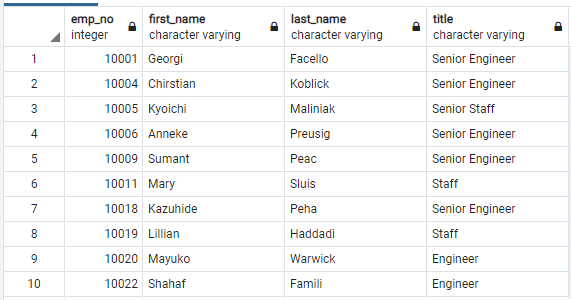 emp_no first_name last_name title
integer character varying character varying character varying
1 10001 Georgi Facello Senior Engineer
2 10004 Chirstian Koblick Senior Engineer
3 10005 Kyoichi Maliniak Senior Staff
4 10006 Anneke Preusig Senior Engineer
5 10009 Sumant Peac Senior Engineer
6 10011 Mary Sluis Staff
7 10018 Kazuhide Peha Senior Engineer
8 10019 Lillian Haddadi Staff
9 10020 Mayuko Warwick Engineer
10 10022 Shahaf Famili Engineer